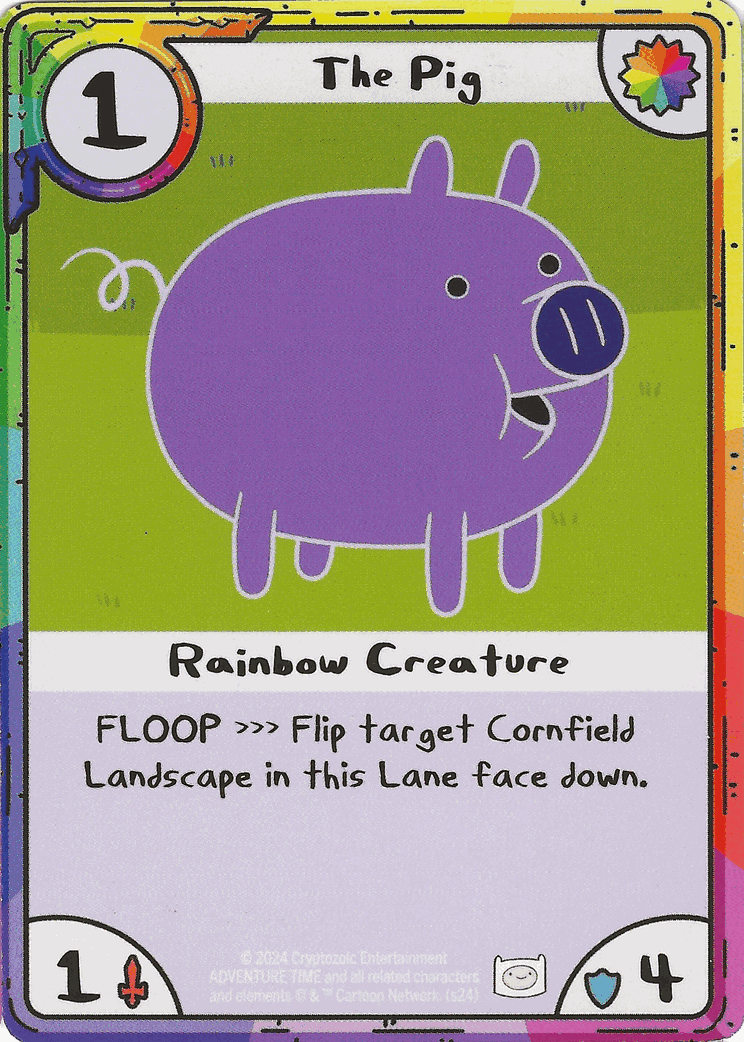 1
The Pig
Rainbow Creature
FLOOP >>> Flip target Cornfield
Landscape in this Lane face down.
1
© 2024 Cryptozoic Entertainment
ADVENTURE TIME and all related characters
and elements © & ™ Cartoon Network. (s24)
4